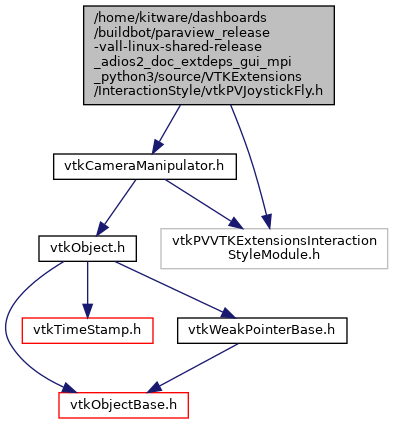 /home/kitware/dashboards
/buildbot/paraview_release
-vall-linux-shared-release
_adios2_doc_extdeps_gui_mpi
_python3/source/VTKExtensions
/InteractionStyle/vtkPVJoystickFly.h
vtkCameraManipulator.h
vtkObject.h
vtkPVVTKExtensionsInteraction
StyleModule.h
vtkTimeStamp.h
vtkWeakPointerBase.h
vtkObjectBase.h